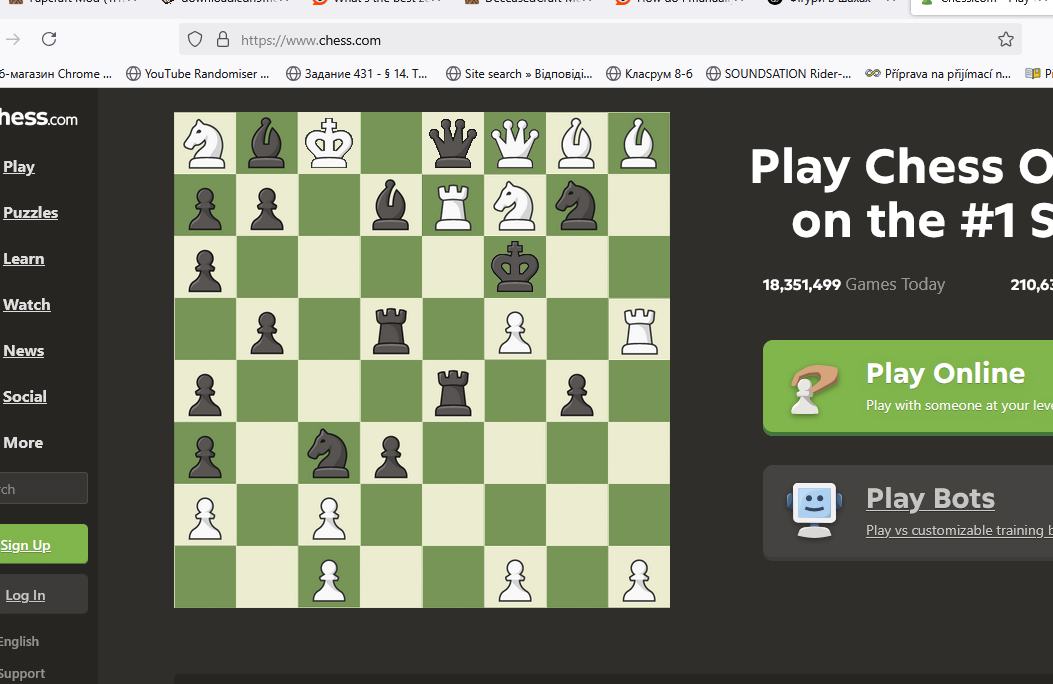 https://www.chess.com
б-магазин Chrome ... YouTube Randomiser ... Задание 431 - § 14. Т... Site search » Відповіді... Класрум 8-б SOUNDSATION Rider-... Příprava na přijímací n...
hess.com
Play
Puzzles
Learn
Watch
News
Social
More
rch
Sign Up
Log In
English
Support
Play Chess O
on the #1 S
18,351,499 Games Today 210,63
Play Online
Play with someone at your leve
Play Bots
Play vs customizable training b